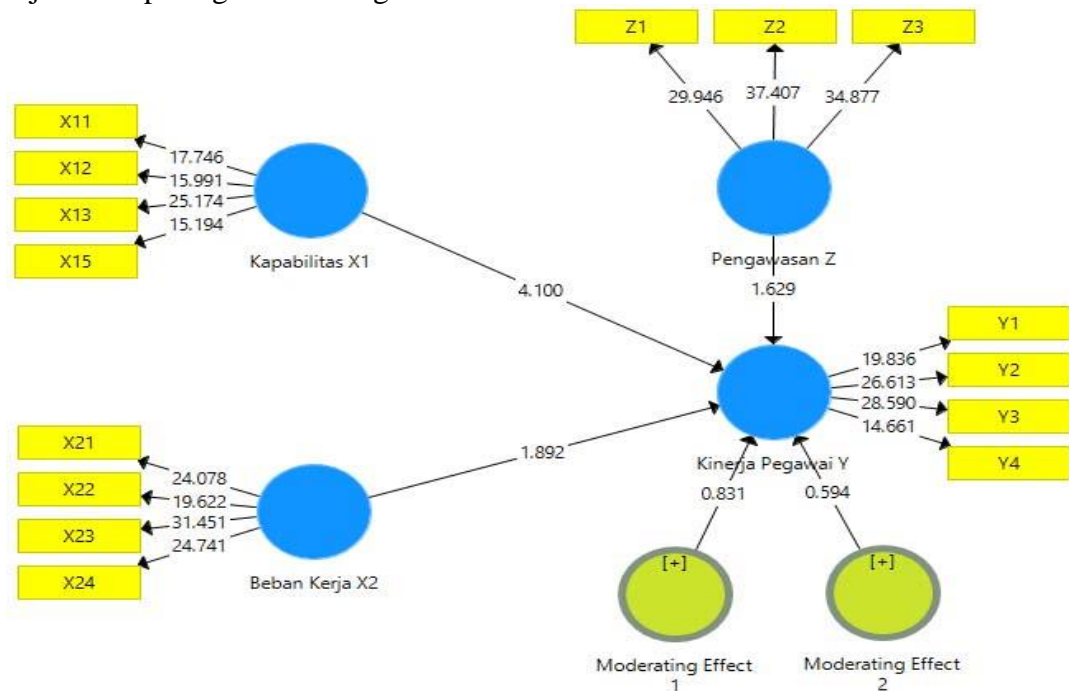 Z1 Z2 Z3
29.946 37.407 34.877
X11
X12
X13
X15
17.746
15.991
25.174
15.194
Kapabilitas X1
Pengawasan Z
4.100
1.629
Y1
Y2
Y3
Y4
19.836
26.613
28.590
14.661
Kinerja Pegawai Y
X21
X22
X23
X24
24.078
19.622
31.451
24.741
Beban Kerja X2
1.892
0.831 0.594
[+] [+]
Moderating Effect
1
Moderating Effect
2